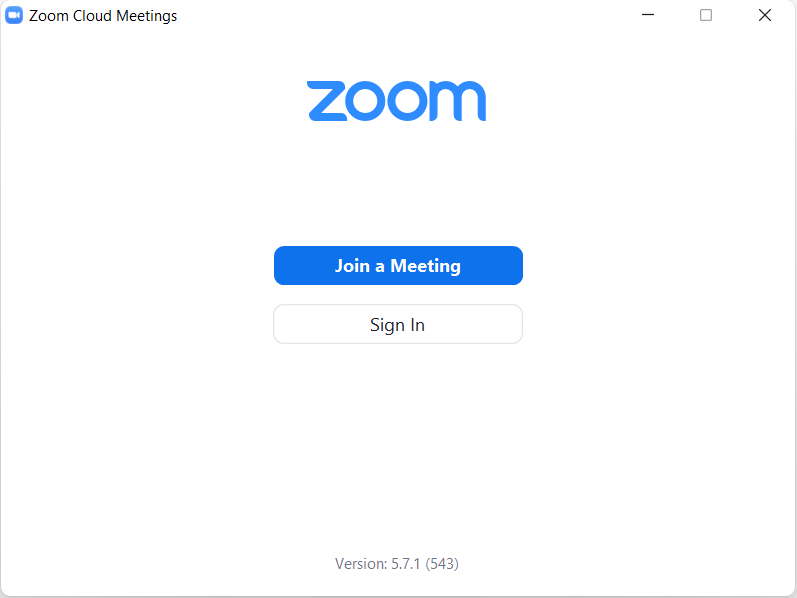 Zoom Cloud Meetings
zoom
Join a Meeting
Sign In
Version: 5.7.1 (543)